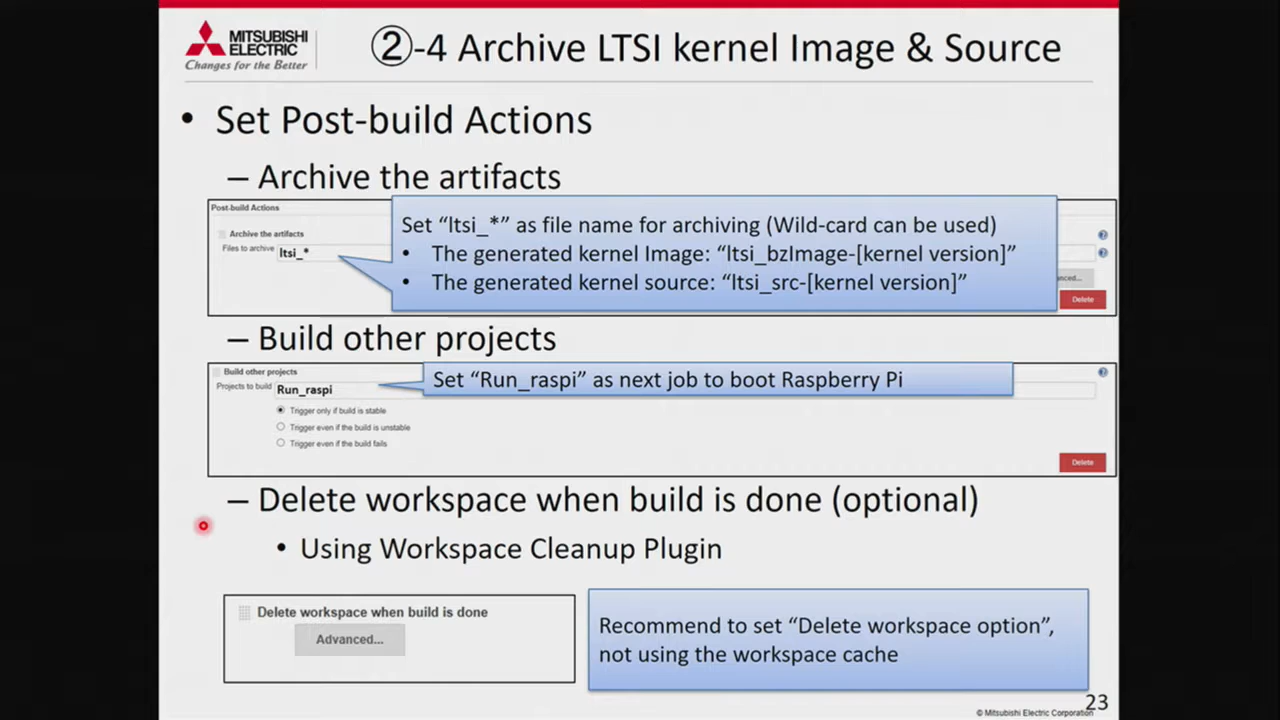 MITSUBISHI
ELECTRIC
Changes for the Better
②-4 Archive LTSI kernel Image & Source
• Set Post-build Actions
– Archive the artifacts
Post-build Actions
Archive the artifacts
Files to archive
ltsi_*
Set “ltsi_*” as file name for archiving (Wild-card can be used)
• The generated kernel Image: “ltsi_bzImage-[kernel version]”
• The generated kernel source: “ltsi_src-[kernel version]”
Delete
– Build other projects
Build other projects
Projects to build
Run_raspi
Set “Run_raspi” as next job to boot Raspberry Pi
Trigger only if build is stable
Trigger even if the build is unstable
Trigger even if the build fails
Delete
– Delete workspace when build is done (optional)
• Using Workspace Cleanup Plugin
Delete workspace when build is done
Advanced...
Recommend to set “Delete workspace option”,
not using the workspace cache
23
© Mitsubishi Electric Corporation